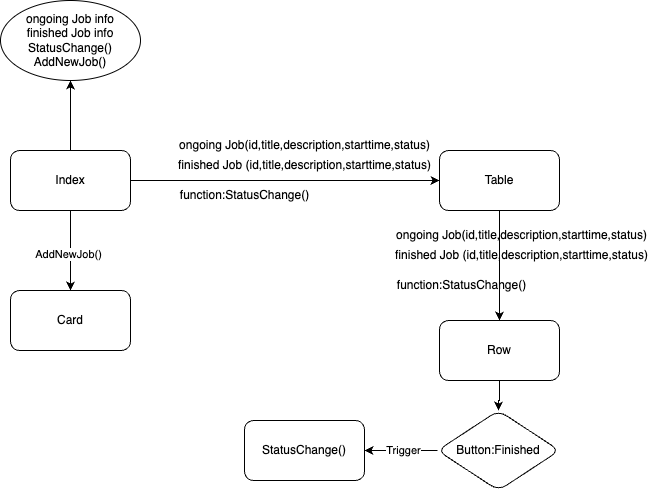 ongoing Job info
finished Job info
StatusChange()
AddNewJob()
ongoing Job(id,title,description,starttime,status)
finished Job (id,title,description,starttime,status)
Index
Table
function:StatusChange()
ongoing Job(id,title,description,starttime,status)
AddNewJob()
finished Job (id,title,description,starttime,status)
function:StatusChange()
Card
Row
StatusChange()
Trigger
Button:Finished